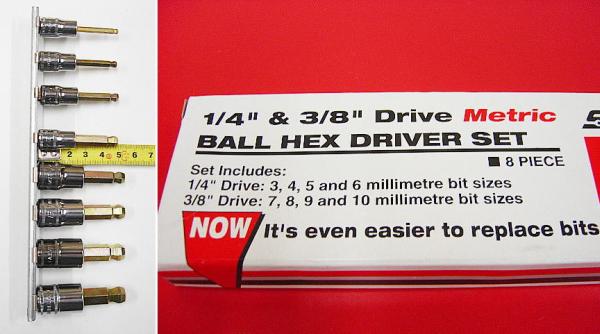 2 3 4 5 6 7
1/4" & 3/8" Drive Metric
BALL HEX DRIVER SET
■ 8 PIECE
Set Includes:
1/4" Drive: 3, 4, 5 and 6 millimetre bit sizes
3/8" Drive: 7, 8, 9 and 10 millimetre bit sizes
NOW It's even easier to replace bits